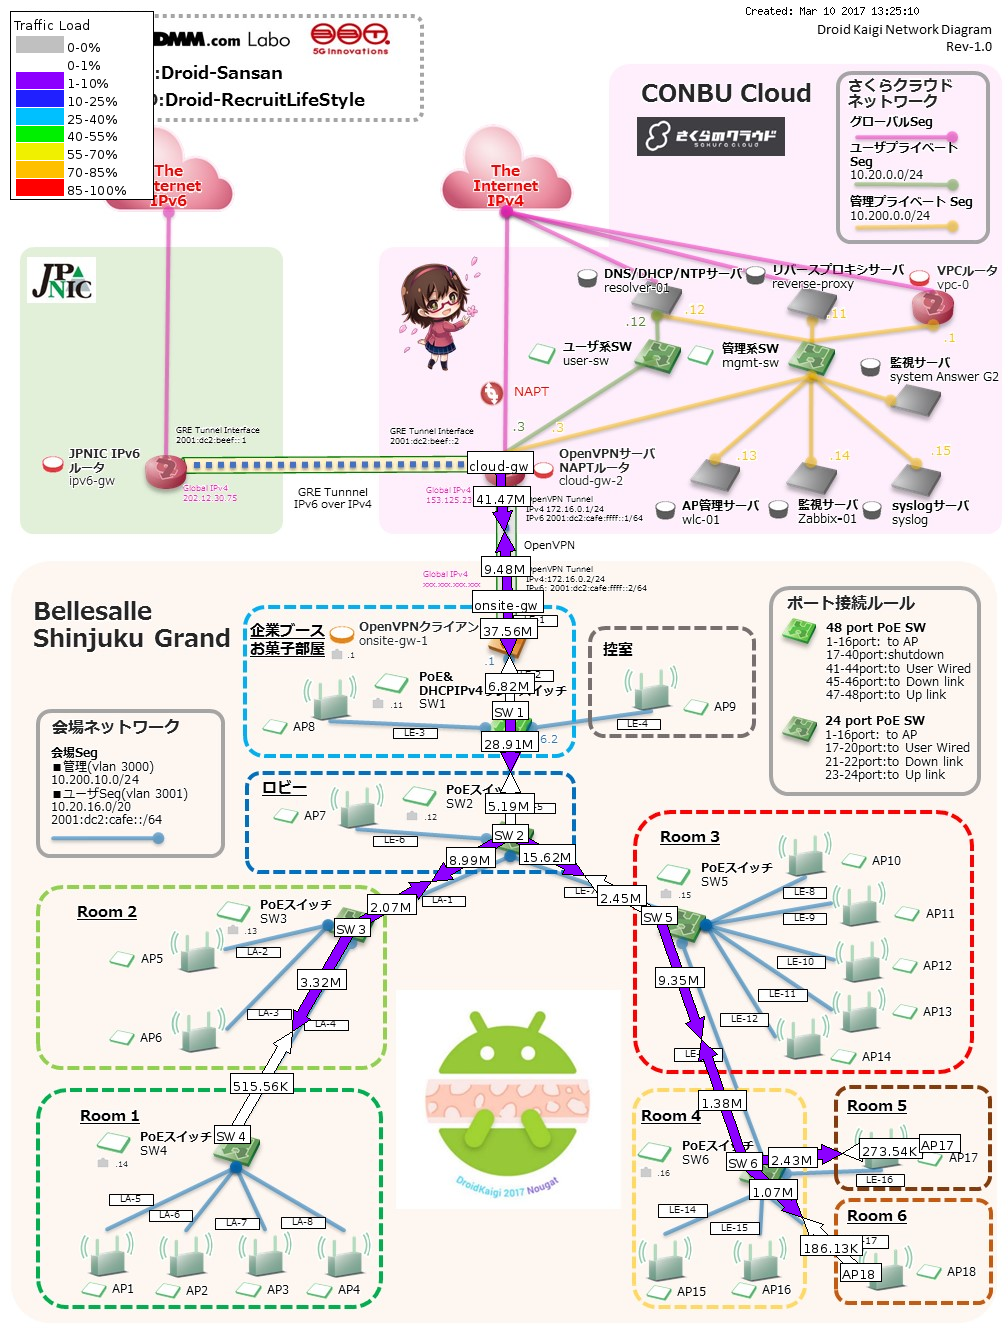 Created: Mar 10 2017 13:25:10
Droid Kaigi Network Diagram
Rev-1.0
Traffic Load
0-0%
0-1%
1-10%
10-25%
25-40%
40-55%
55-70%
70-85%
85-100%
DMM.com Labo
5G Innovations
:Droid-Sansan
:Droid-RecruitLifeStyle
CONBU Cloud
さくらのクラウド
SAKURA CLOUD
さくらクラウド
ネットワーク
グローバルSeg
ユーザプライベート
Seg
10.20.0.0/24
管理プライベート Seg
10.200.0.0/24
The
Internet
IPv6
The
Internet
IPv4
JPNIC
DNS/DHCP/NTPサーバ
resolver-01
リバースプロキシサーバ
reverse-proxy
VPCルータ
vpc-0
.12
.12
.11
.1
ユーザ系SW
user-sw
管理系SW
mgmt-sw
監視サーバ
system Answer G2
NAPT
.3
.3
.13
.14
.15
GRE Tunnel Interface
2001:dc2:beef::1
GRE Tunnel Interface
2001:dc2:beef::2
JPNIC IPv6
ルータ
ipv6-gw
Global IPv4
202.12.30.75
GRE Tunnnel
IPv6 over IPv4
cloud-gw
OpenVPNサーバ
NAPTルータ
cloud-gw-2
Global IPv4
153.125.23
41.47M
OpenVPN Tunnel
IPv4 172.16.0.1/24
IPv6 2001:dc2:cafe:ffff::1/64
AP管理サーバ
wlc-01
監視サーバ
Zabbix-01
syslogサーバ
syslog
OpenVPN
9.48M
Global IPv4
xxx.xxx.xxx.xxx
OpenVPN Tunnel
IPv4:172.16.0.2/24
IPv6: 2001:dc2:cafe:ffff::2/64
Bellesalle
Shinjuku Grand
onsite-gw
企業ブース
お菓子部屋
OpenVPNクライアン
onsite-gw-1
.1
37.56M
.1
6.82M
PoE&
DHCPIPv4
スイッチ
SW1
.11
AP8
LE-3
SW1
28.91M
控室
AP9
LE-4
ポート接続ルール
48 port PoE SW
1-16port: to AP
17-40port:shutdown
41-44port:to User Wired
45-46port:to Down link
47-48port:to Up link
24 port PoE SW
1-16port: to AP
17-20port:to User Wired
21-22port:to Down link
23-24port:to Up link
会場ネットワーク
会場Seg
■管理(vlan 3000)
10.200.10.0/24
■ユーザSeq(vlan 3001)
10.20.16.0/20
2001:dc2:cafe::/64
ロビー
AP7
PoEスイッ
SW2
.12
5.19M
LE-6
SW2
8.99M
15.62M
LA-1
2.07M
2.45M
Room 2
PoEスイッチ
SW3
.13
SW3
AP5
LA-2
3.32M
AP6
LA-3
LA-4
515.56K
Room 3
PoEスイッチ
SW5
.15
SW5
AP10
LE-8
AP11
LE-9
AP12
LE-10
AP13
LE-11
LE-12
AP14
9.35M
1.38M
Room 1
PoEスイッチ
SW4
.14
SW4
LA-5
LA-6
LA-7
LA-8
AP1
AP2
AP3
AP4
DroidKaigi 2017 Nougat
Room 4
PoEスイッチ
SW6
.16
SW6
LE-14
LE-15
AP15
AP16
2.43M
1.07M
Room 5
273.54K
AP17
AP17
LE-16
Room 6
186.13K
AP18
AP18